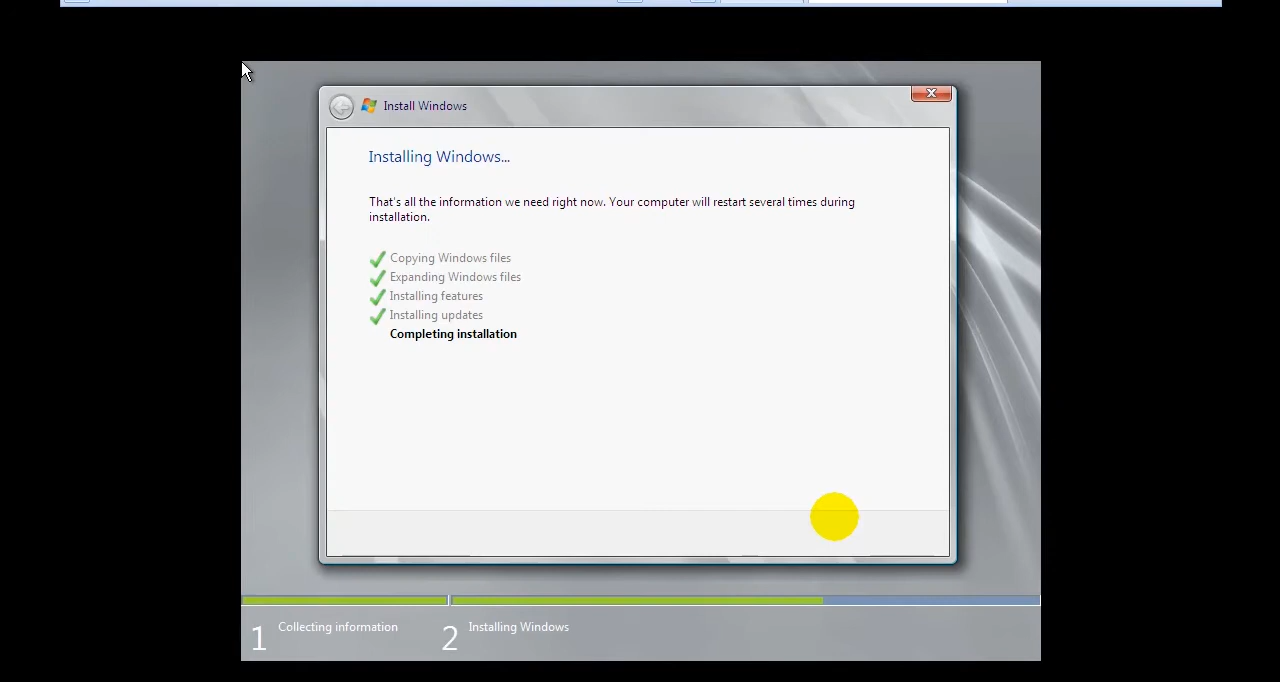 Install Windows
Installing Windows...
That's all the information we need right now. Your computer will restart several times during
installation.
Copying Windows files
Expanding Windows files
Installing features
Installing updates
Completing installation
1 Collecting information
2 Installing Windows